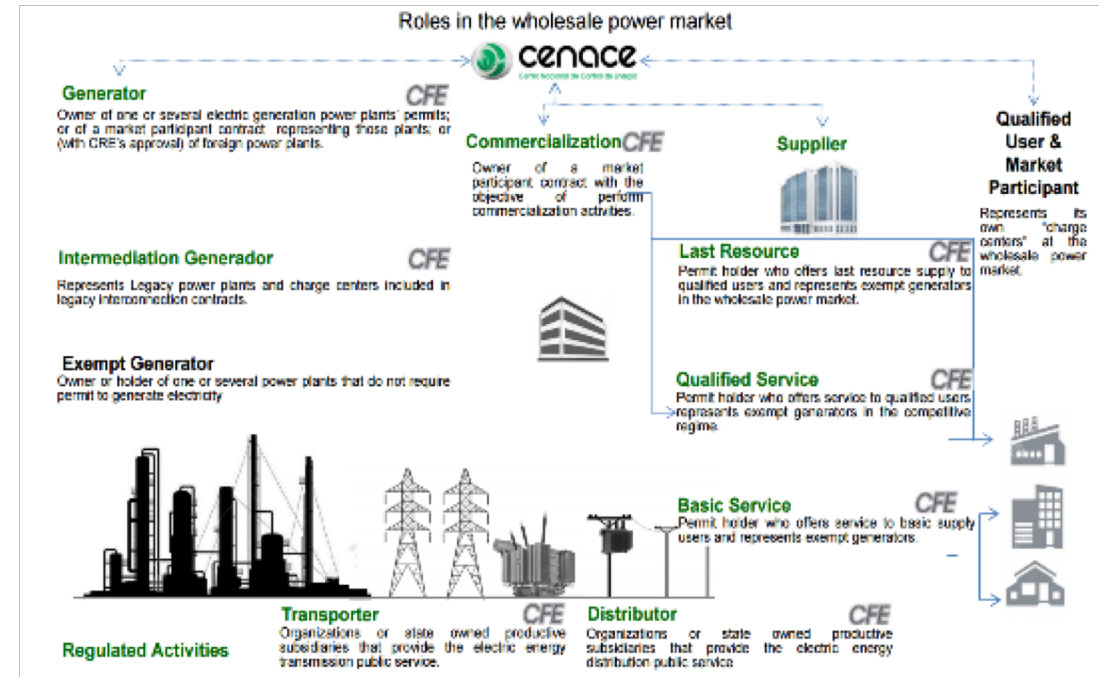 Roles in the wholesale power market
cenace
Centro Nacional de Control de Energía
Generator
CFE
Owner of one or several electric generation power plants' permits;
or of a market participant contract representing those plants; or
(with CRE's approval) of foreign power plants.
Commercialization
CFE
Owner of a market
participant contract with the
objective of perform
commercialization activities.
Supplier
Qualified
User &
Market
Participant
Represents its
own "charge
centers" at the
wholesale power
market.
Intermediation Generador
CFE
Represents Legacy power plants and charge centers included in
legacy interconnection contracts.
Last Resource
CFE
Permit holder who offers last resource supply to
qualified users and represents exempt generators
in the wholesale power market.
Exempt Generator
Owner or holder of one or several power plants that do not require
permit to generate electricity
Qualified Service
CFE
Permit holder who offers service to qualified users
represents exempt generators in the competitive
regime.
Basic Service
CFE
Permit holder who offers service to basic supply
users and represents exempt generators.
Regulated Activities
Transporter
CFE
Organizations or state owned productive
subsidiaries that provide the electric energy
transmission public service.
Distributor
CFE
Organizations or state owned productive
subsidiaries that provide the electric energy
distribution public service